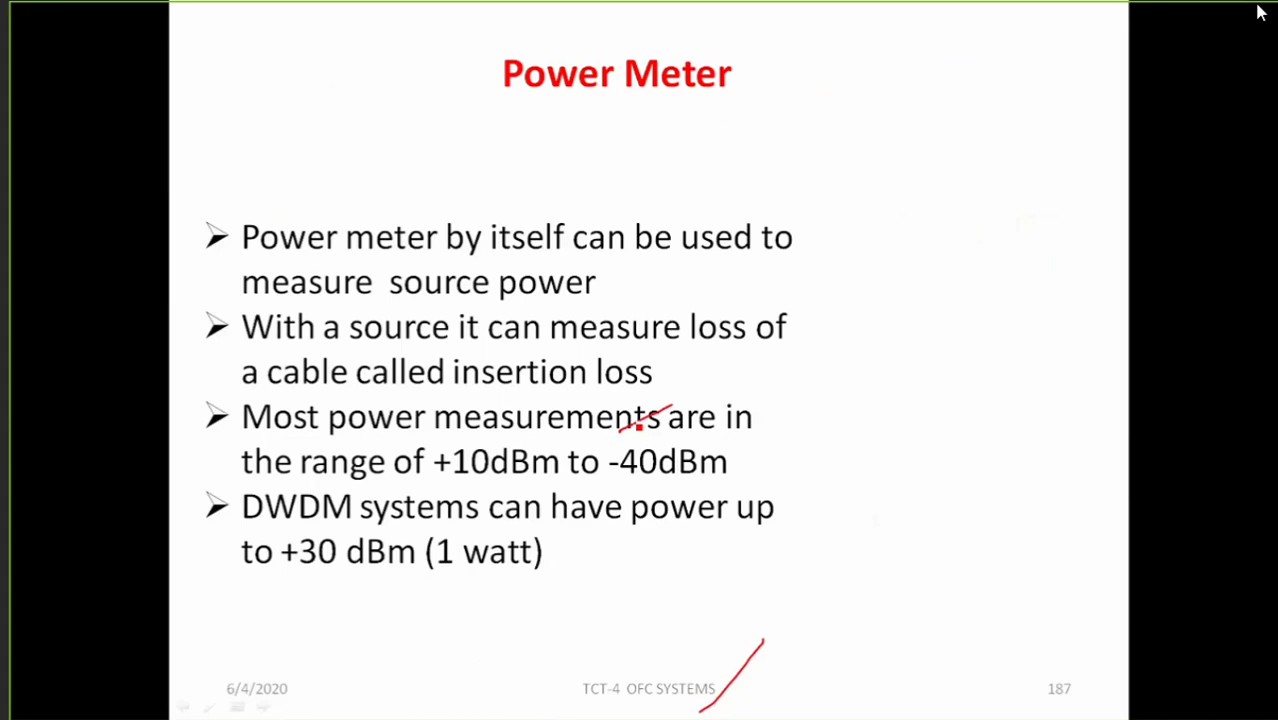 Power Meter
➢ Power meter by itself can be used to
measure source power
➢ With a source it can measure loss of
a cable called insertion loss
➢ Most power measurements are in
the range of +10dBm to -40dBm
➢ DWDM systems can have power up
to +30 dBm (1 watt)
6/4/2020 TCT-4 OFC SYSTEMS 187